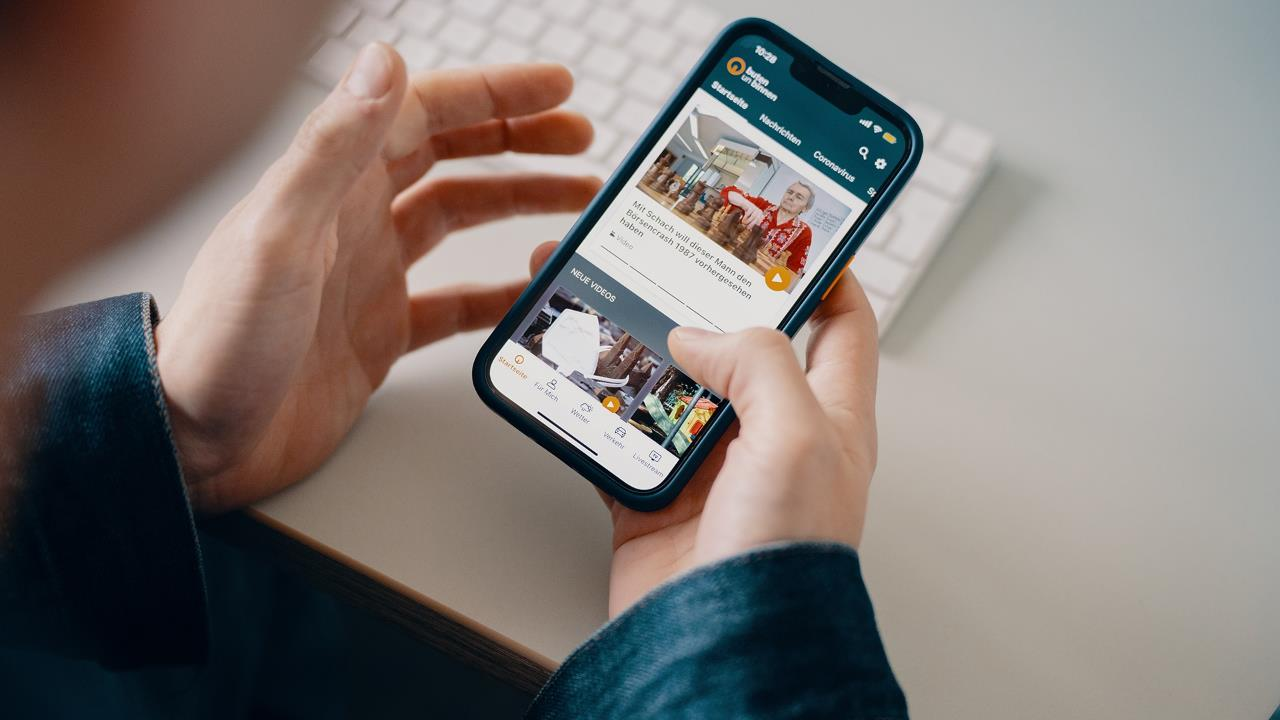 10:28
buten
un binnen
Startseite
Nachrichten
Coronavirus
Mit Schach will dieser Mann den
Börsencrash 1987 vorhergesehen
haben
Video
NEUE VIDEOS
Startseite
Für Mich
Wetter
Verkehr
Livestream